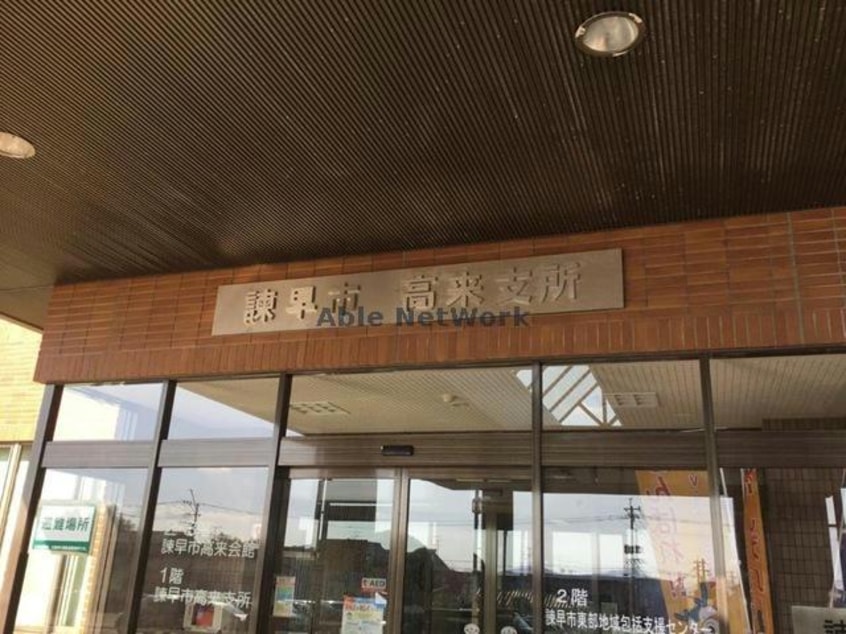 諫早市 高来支所
Able Network
避難場所
諫早市高来会館
1階
諫早市高来支所
AED
2階
諫早市東部地域包括支援センター